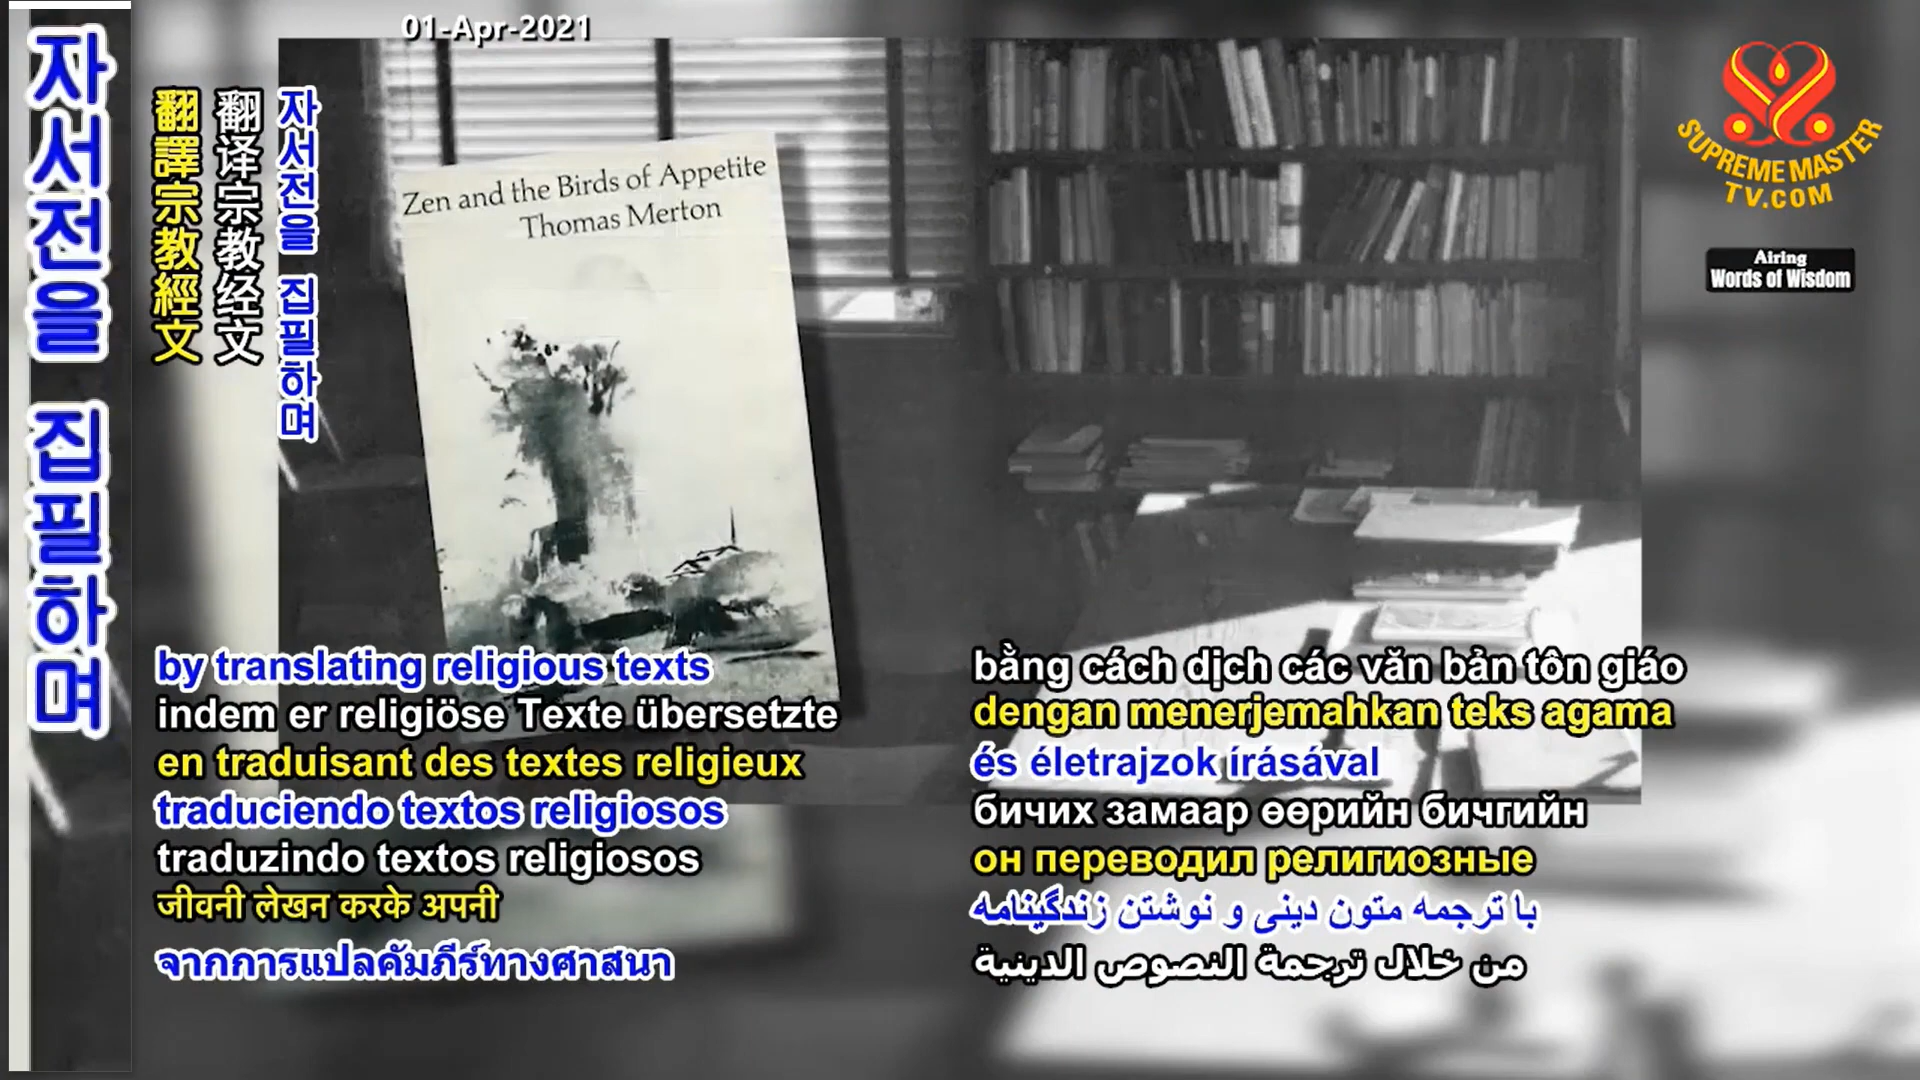 01-Apr-2021
자서전을 집필하며
翻譯宗教經文
翻译宗教经文
자서전을 집필하며
Zen and the Birds of Appetite
Thomas Merton
SUPREME MASTER
TV.COM
Airing
Words of Wisdom
by translating religious texts
indem er religiöse Texte übersetzte
en traduisant des textes religieux
traduciendo textos religiosos
traduzindo textos religiosos
जीवनी लेखन करके अपनी
จากการแปลคัมภีร์ทางศาสนา
bằng cách dịch các văn bản tôn giáo
dengan menerjemahkan teks agama
és életrajzok írásával
бичих замаар өөрийн бичгийн
он переводил религиозные
با ترجمه متون دینی و نوشتن زندگینامه
من خلال ترجمة النصوص الدينية